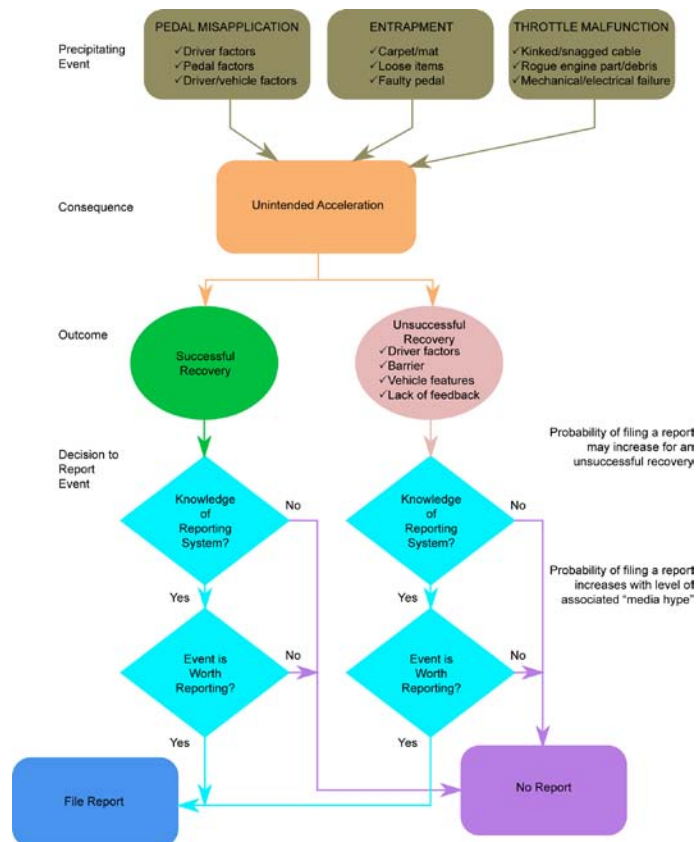 Precipitating
Event
PEDAL MISAPPLICATION
✓Driver factors
✓Pedal factors
✓Driver/vehicle factors
ENTRAPMENT
✓Carpet/mat
✓Loose items
✓Faulty pedal
THROTTLE MALFUNCTION
✓Kinked/snagged cable
✓Rogue engine part/debris
✓Mechanical/electrical failure
Consequence
Unintended Acceleration
Outcome
Successful
Recovery
Unsuccessful
Recovery
✓Driver factors
✓Barrier
✓Vehicle features
✓Lack of feedback
Probability of filing a report
may increase for an
unsuccessful recovery
Decision to
Report
Event
Knowledge
of
Reporting
System?
No
Knowledge
of
Reporting
System?
No
Probability of filing a report
increases with level of
associated “media hype”
Yes
Yes
Event is
Worth
Reporting?
No
Event is
Worth
Reporting?
No
Yes
Yes
File Report
No Report